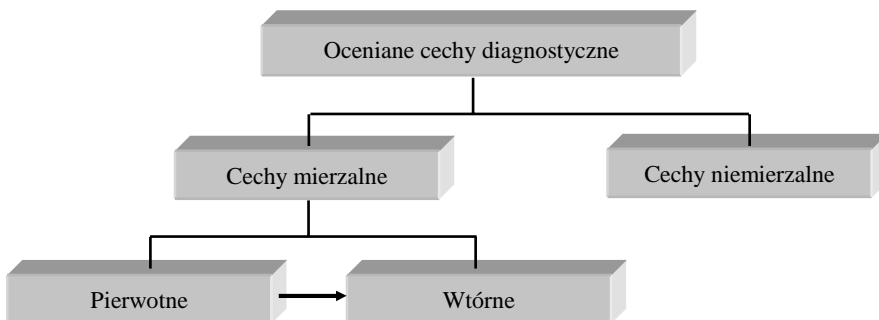 Oceniane cechy diagnostyczne
Cechy mierzalne
Cechy niemierzalne
Pierwotne
Wtórne